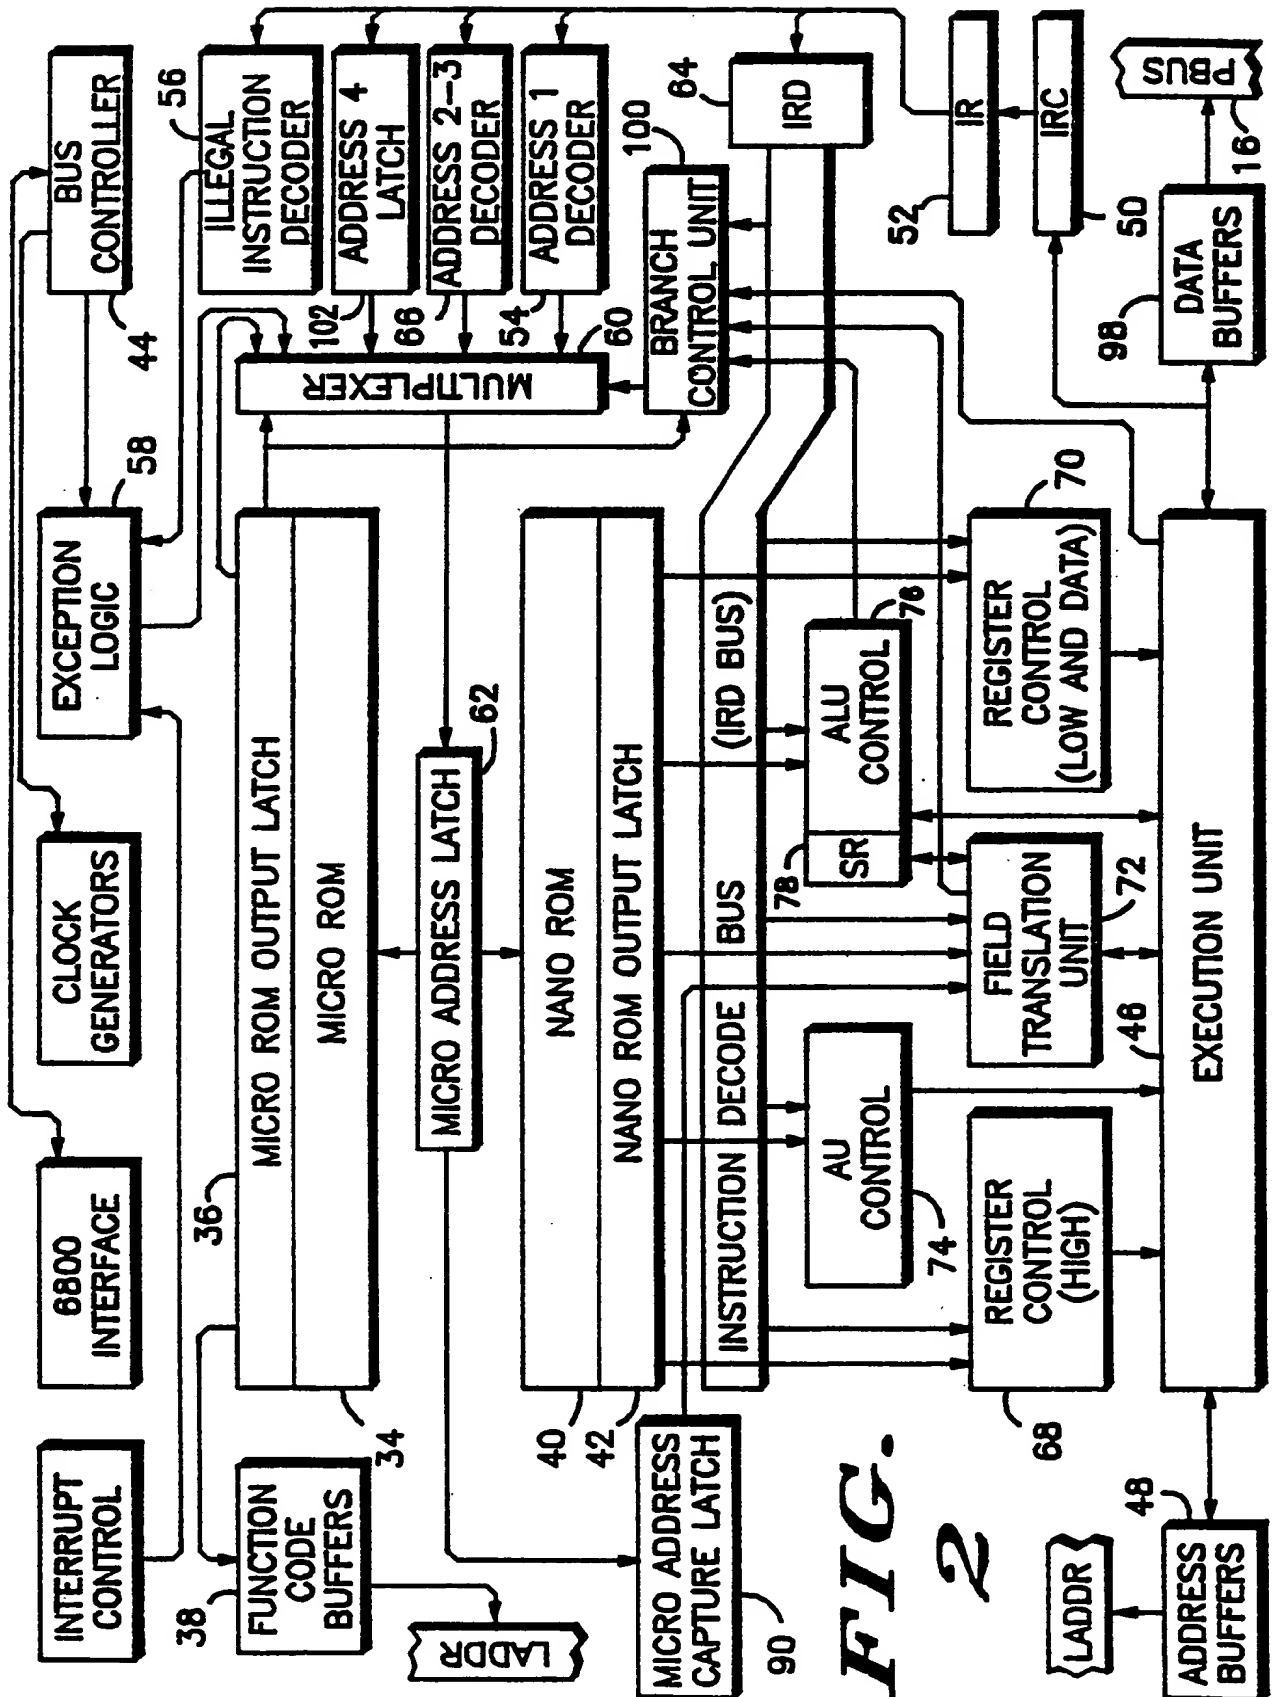 INTERRUPT
CONTROL
6800
INTERFACE
CLOCK
GENERATORS
EXCEPTION
LOGIC
58
BUS
CONTROLLER
44
38
FUNCTION
CODE
BUFFERS
LADDR
36
MICRO ROM OUTPUT LATCH
MICRO ROM
34
56
ILLEGAL
INSTRUCTION
DECODER
ADDRESS 4
LATCH
102
ADDRESS 2-3
DECODER
66
ADDRESS 1
DECODER
54
MULTIPLEXER
60
MICRO ADDRESS LATCH
62
NANO ROM
40
NANO ROM OUTPUT LATCH
42
BRANCH
CONTROL UNIT
100
IRD
64
MICRO ADDRESS
CAPTURE LATCH
90
INSTRUCTION DECODE BUS (IRD BUS)
AU
CONTROL
74
78
SR
ALU
CONTROL
76
REGISTER
CONTROL
(HIGH)
68
FIELD
TRANSLATION
UNIT
72
REGISTER
CONTROL
(LOW AND DATA)
70
52
IR
IRC
50
EXECUTION UNIT
46
LADDR
ADDRESS
BUFFERS
48
98
DATA
BUFFERS
PBUS
16
FIG.
2